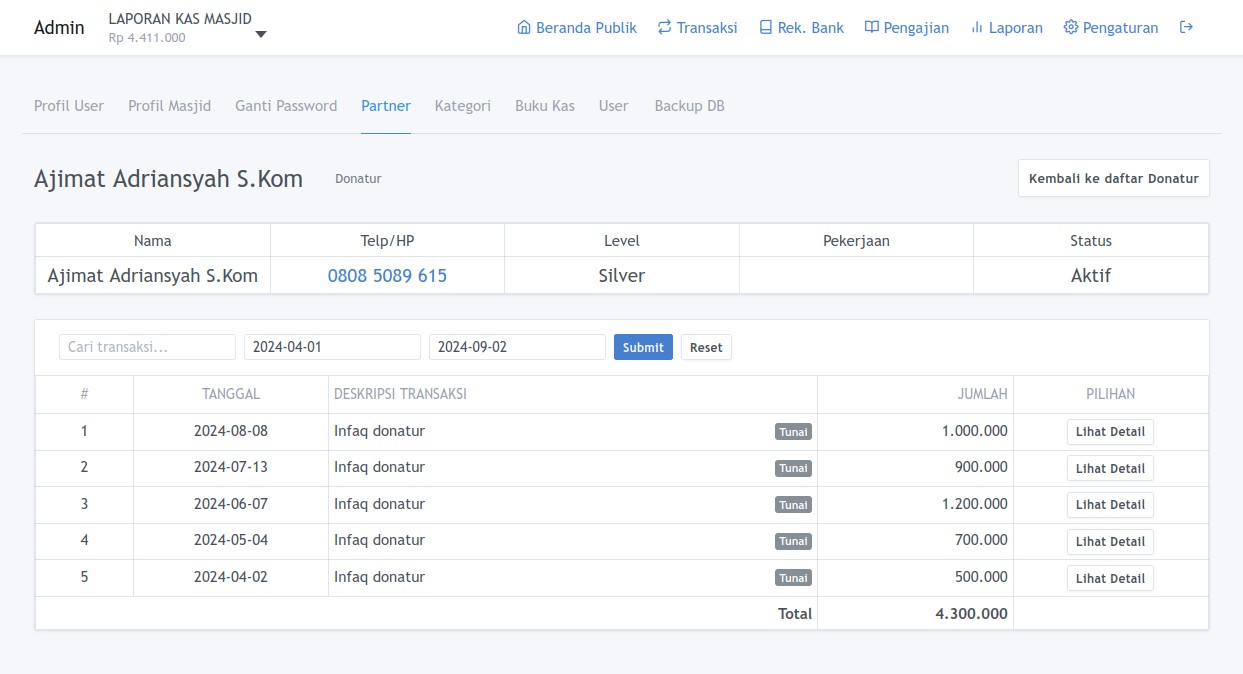 Admin
LAPORAN KAS MASJID
Rp 4.411.000
Beranda Publik Transaksi Rek. Bank Pengajian Laporan Pengaturan
Profil User Profil Masjid Ganti Password Partner Kategori Buku Kas User Backup DB
Ajimat Adriansyah S.Kom Donatur Kembali ke daftar Donatur
Nama Telp/HP Level Pekerjaan Status
Ajimat Adriansyah S.Kom 0808 5089 615 Silver Aktif
Cari transaksi... 2024-04-01 2024-09-02 Submit Reset
# TANGGAL DESKRIPSI TRANSAKSI JUMLAH PILIHAN
1 2024-08-08 Infaq donatur Tunai 1.000.000 Lihat Detail
2 2024-07-13 Infaq donatur Tunai 900.000 Lihat Detail
3 2024-06-07 Infaq donatur Tunai 1.200.000 Lihat Detail
4 2024-05-04 Infaq donatur Tunai 700.000 Lihat Detail
5 2024-04-02 Infaq donatur Tunai 500.000 Lihat Detail
Total 4.300.000